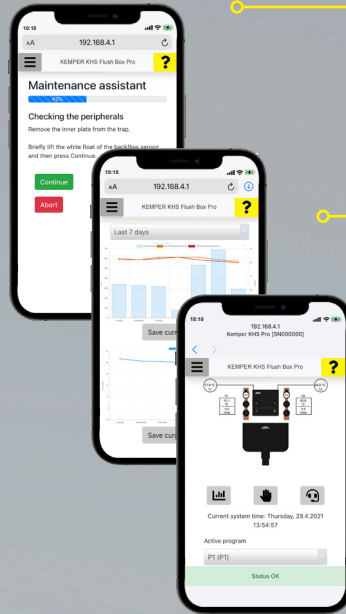 10:18
AA 192.168.4.1
KEMPER KHS Flush Box Pro ?
Maintenance assistant
62%
Checking the peripherals
Remove the inner plate from the trap.
Briefly lift the white float of the backflow sensor
and then press Continue.
Continue
Abort
10:18
AA 192.168.4.1
KEMPER KHS Flush Box Pro ?
Last 7 days
Save curr
Save cur
10:18
192.168.4.1
Kemper KHS Pro [SN000000]
KEMPER KHS Flush Box Pro ?
Current system time: Thursday, 29.4.2021
13:54:57
Active program
P1 (P1)
Status OK